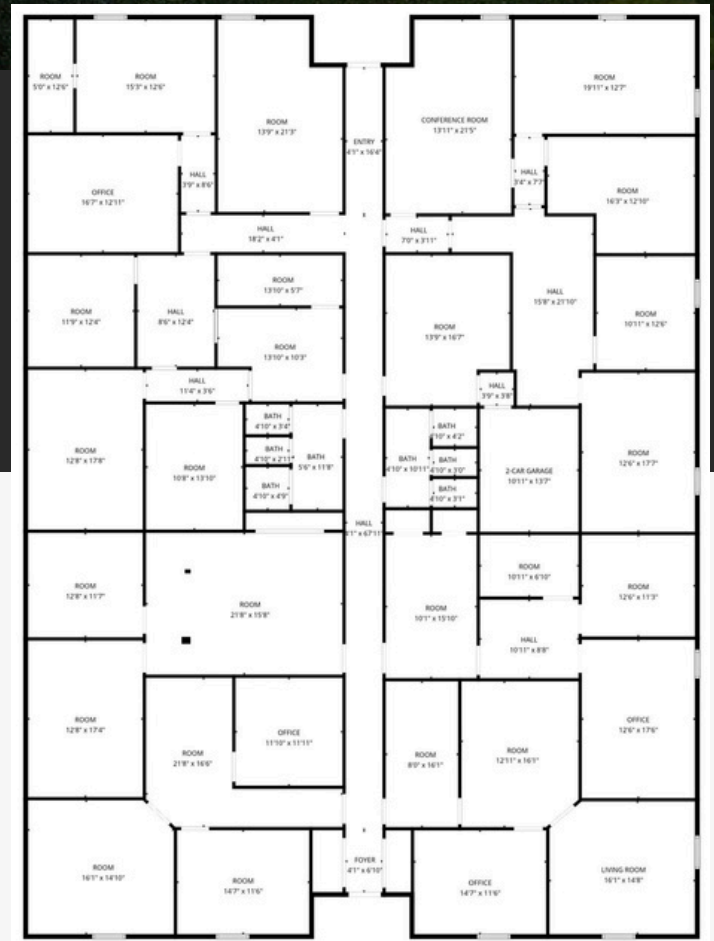 ROOM
5'0" x 12'6"
ROOM
15'3" x 12'6"
ROOM
13'9" x 21'3"
ENTRY
4'1" x 16'4"
CONFERENCE ROOM
13'11" x 21'5"
ROOM
19'11" x 12'7"
OFFICE
16'7" x 12'11"
HALL
3'9" x 8'6"
HALL
3'4" x 7'7"
ROOM
16'3" x 12'10"
HALL
18'2" x 4'1"
HALL
7'0" x 3'11"
ROOM
11'9" x 12'4"
HALL
8'6" x 12'4"
ROOM
13'10" x 5'7"
ROOM
13'10" x 10'3"
ROOM
13'9" x 16'7"
HALL
15'8" x 21'10"
ROOM
10'11" x 12'6"
HALL
11'4" x 3'6"
HALL
3'9" x 3'8"
ROOM
12'8" x 17'8"
ROOM
10'8" x 13'10"
BATH
4'10" x 3'4"
BATH
4'10" x 2'11"
BATH
4'10" x 4'9"
BATH
5'6" x 11'8"
BATH
4'10" x 10'11"
BATH
4'10" x 4'2"
BATH
4'10" x 3'0"
BATH
4'10" x 3'1"
2-CAR GARAGE
10'11" x 13'7"
ROOM
12'6" x 17'7"
HALL
4'1" x 67'11"
ROOM
12'8" x 11'7"
ROOM
21'8" x 15'8"
ROOM
10'1" x 15'10"
ROOM
10'11" x 6'10"
HALL
10'11" x 8'8"
ROOM
12'6" x 11'3"
ROOM
12'8" x 17'4"
ROOM
21'8" x 16'6"
OFFICE
11'10" x 11'11"
ROOM
8'0" x 16'1"
ROOM
12'11" x 16'1"
OFFICE
12'6" x 17'6"
ROOM
16'1" x 14'10"
ROOM
14'7" x 11'6"
FOYER
4'1" x 6'10"
OFFICE
14'7" x 11'6"
LIVING ROOM
16'1" x 14'8"